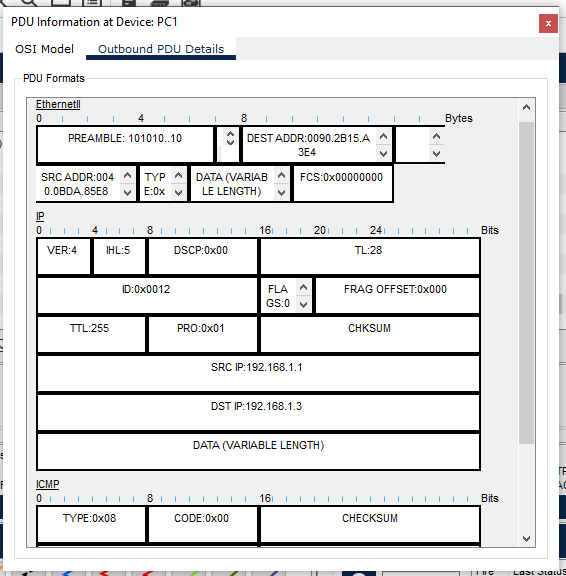 PDU Information at Device: PC1
x
OSI Model Outbound PDU Details
PDU Formats
EthernetII
0 4 8 Bytes
PREAMBLE: 101010..10 DEST ADDR:0090.2B15.A
3E4
SRC ADDR:004 TYP DATA (VARIAB FCS:0x00000000
0.0BDA.85E8 E:0x LE LENGTH)
IP
0 4 8 16 20 24 Bits
VER:4 IHL:5 DSCP:0x00 TL:28
ID:0x0012 FLA FRAG OFFSET:0x000
GS:0
TTL:255 PRO:0x01 CHKSUM
SRC IP:192.168.1.1
DST IP:192.168.1.3
DATA (VARIABLE LENGTH)
ICMP
0 8 16 Bits
TYPE:0x08 CODE:0x00 CHECKSUM
Fire Last Status